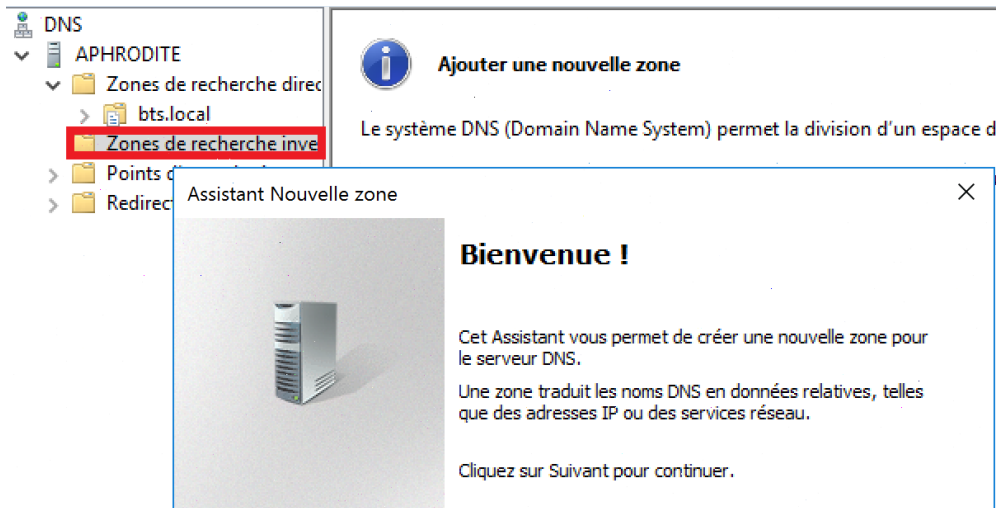 DNS
APHRODITE
Zones de recherche direc
bts.local
Zones de recherche inve
Points d
Redirec
Ajouter une nouvelle zone
Le système DNS (Domain Name System) permet la division d'un espace d
Assistant Nouvelle zone
Bienvenue !
Cet Assistant vous permet de créer une nouvelle zone pour
le serveur DNS.
Une zone traduit les noms DNS en données relatives, telles
que des adresses IP ou des services réseau.
Cliquez sur Suivant pour continuer.